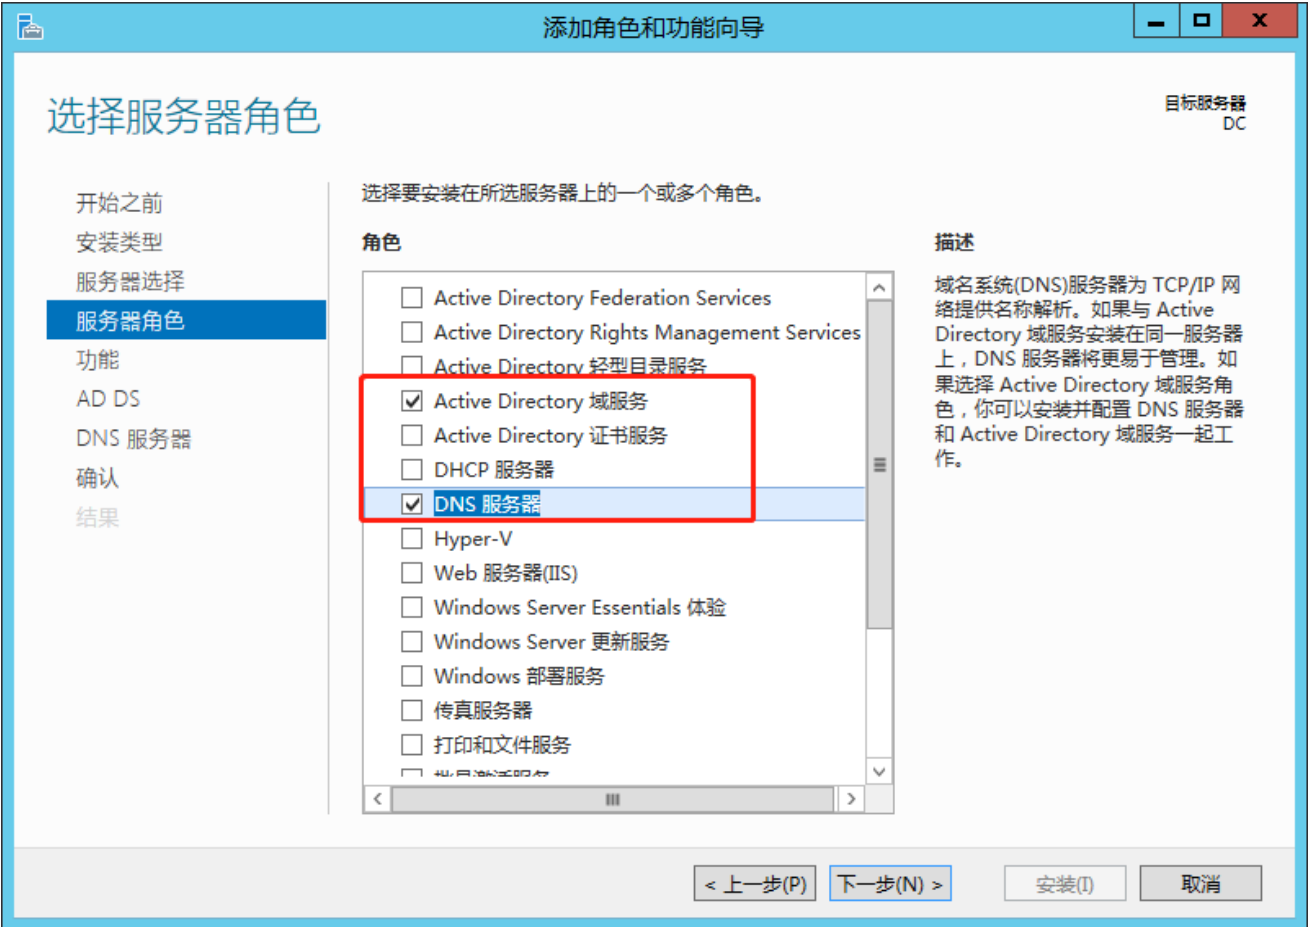 添加角色和功能向导
选择服务器角色
目标服务器
DC
开始之前
安装类型
服务器选择
服务器角色
功能
AD DS
DNS 服务器
确认
结果
选择要安装在所选服务器上的一个或多个角色。
角色
Active Directory Federation Services
Active Directory Rights Management Services
Active Directory 轻型目录服务
Active Directory 域服务
Active Directory 证书服务
DHCP 服务器
DNS 服务器
Hyper-V
Web 服务器(IIS)
Windows Server Essentials 体验
Windows Server 更新服务
Windows 部署服务
传真服务器
打印和文件服务
批量激活服务
描述
域名系统(DNS)服务器为 TCP/IP 网
络提供名称解析。如果与 Active
Directory 域服务安装在同一服务器
上，DNS 服务器将更易于管理。如
果选择 Active Directory 域服务角
色，你可以安装并配置 DNS 服务器
和 Active Directory 域服务一起工
作。
< 上一步(P)
下一步(N) >
安装(I)
取消